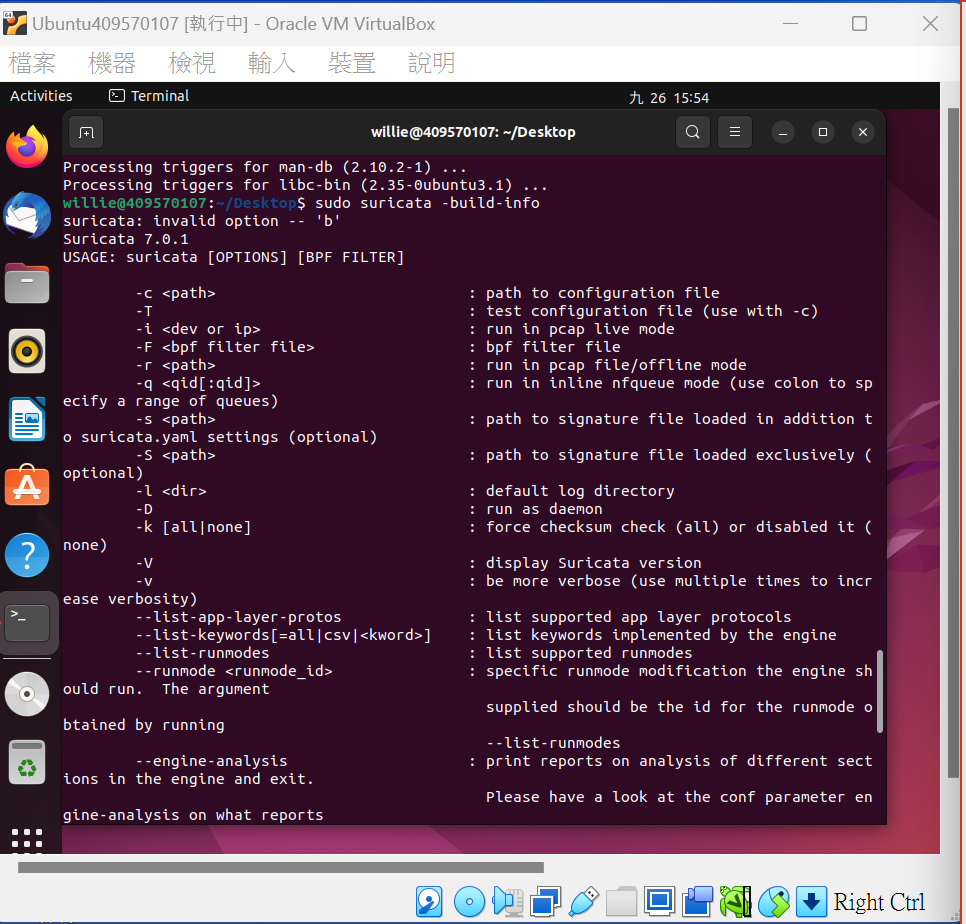 Ubuntu409570107 [執行中] - Oracle VM VirtualBox
檔案 機器 檢視 輸入 裝置 說明
Activities Terminal 九 26 15:54
willie@409570107: ~/Desktop
Processing triggers for man-db (2.10.2-1) ...
Processing triggers for libc-bin (2.35-0ubuntu3.1) ...
willie@409570107:~/Desktop$ sudo suricata -build-info
suricata: invalid option -- 'b'
Suricata 7.0.1
USAGE: suricata [OPTIONS] [BPF FILTER]
-c <path> : path to configuration file
-T : test configuration file (use with -c)
-i <dev or ip> : run in pcap live mode
-F <bpf filter file> : bpf filter file
-r <path> : run in pcap file/offline mode
-q <qid[:qid]> : run in inline nfqueue mode (use colon to sp
ecify a range of queues)
-s <path> : path to signature file loaded in addition t
o suricata.yaml settings (optional)
-S <path> : path to signature file loaded exclusively (
optional)
-l <dir> : default log directory
-D : run as daemon
-k [all|none] : force checksum check (all) or disabled it (
none)
-V : display Suricata version
-v : be more verbose (use multiple times to incr
ease verbosity)
--list-app-layer-protos : list supported app layer protocols
--list-keywords[=all|csv|<kword>] : list keywords implemented by the engine
--list-runmodes : list supported runmodes
--runmode <runmode_id> : specific runmode modification the engine sh
ould run.  The argument
supplied should be the id for the runmode o
btained by running
--list-runmodes
--engine-analysis : print reports on analysis of different sect
ions in the engine and exit.
Please have a look at the conf parameter en
gine-analysis on what reports
Right Ctrl